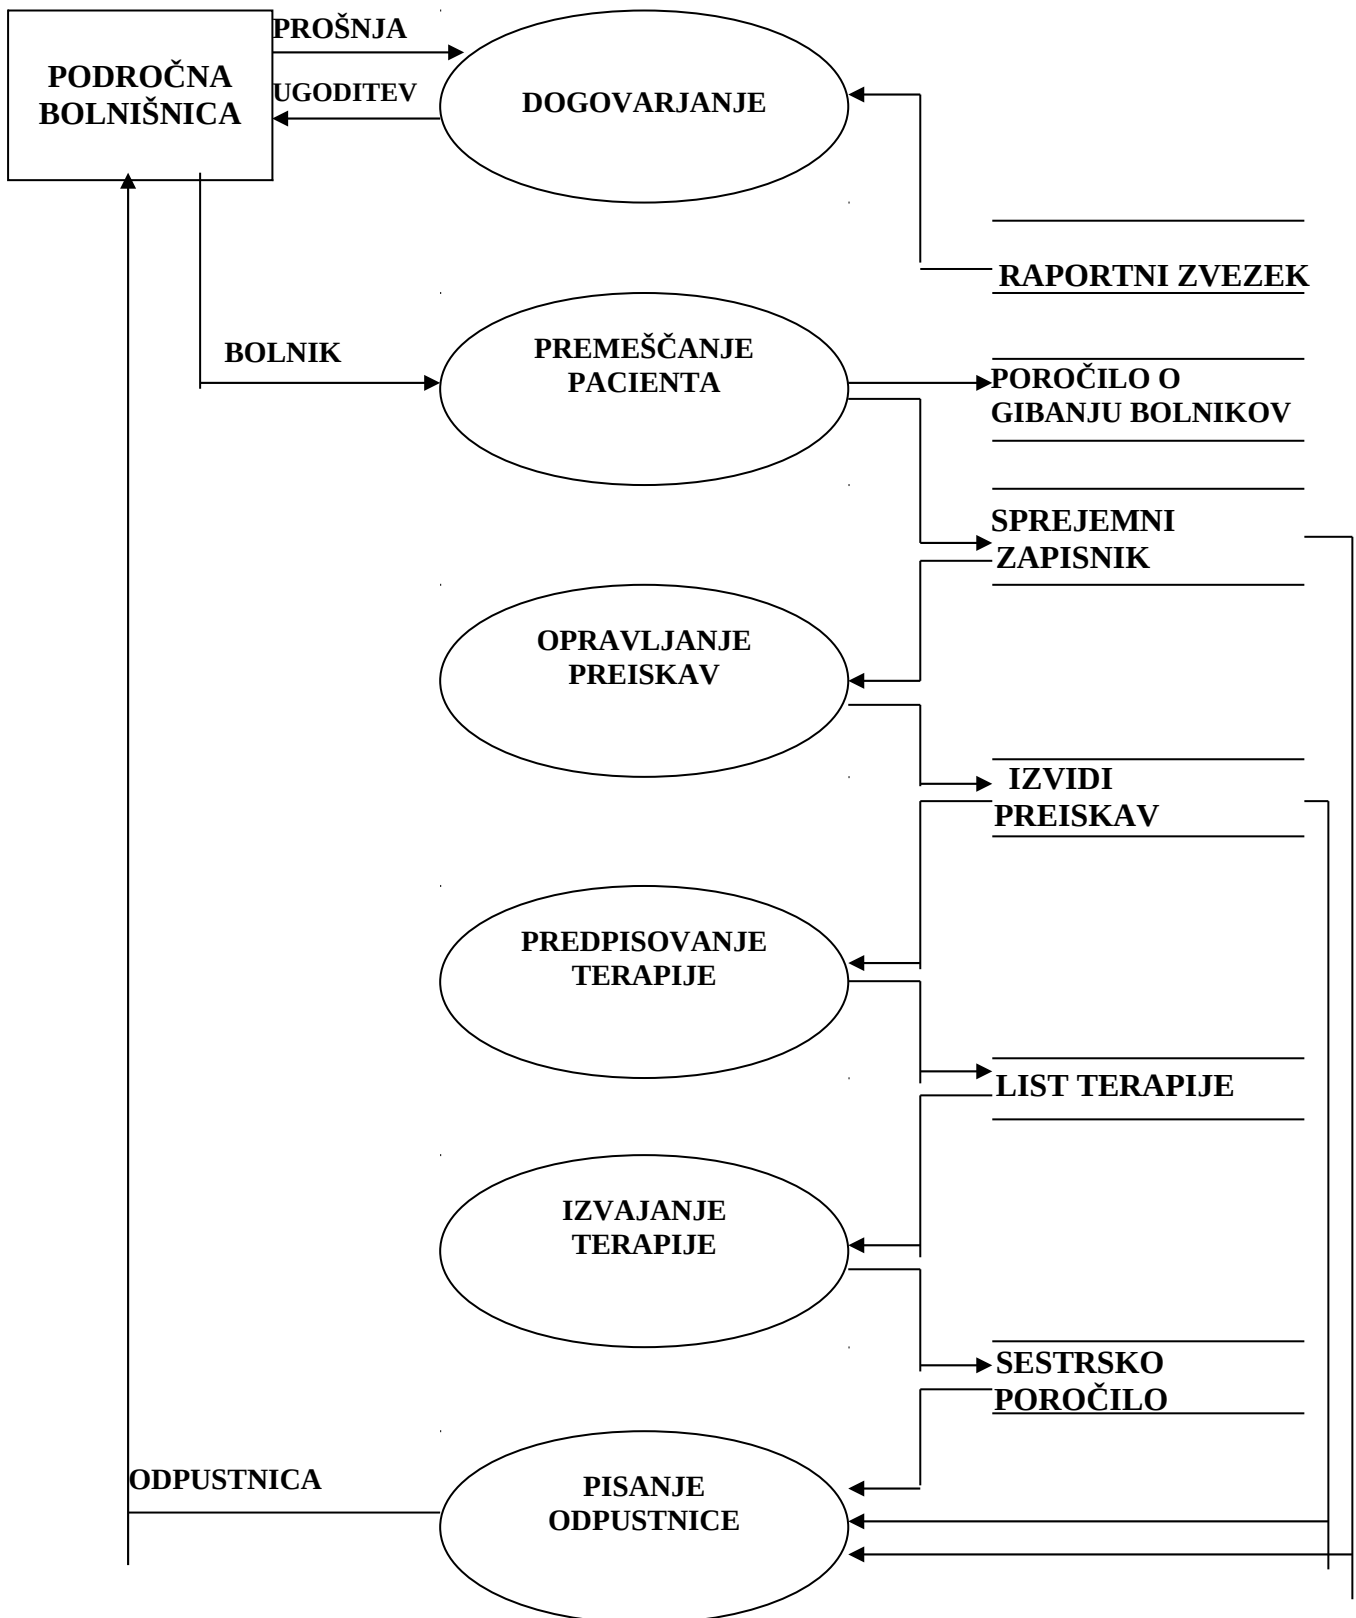 PROŠNJA
PODROČNA
BOLNIŠNICA
UGODITEV
DOGOVARJANJE
RAPORTNI ZVEZEK
BOLNIK
PREMEŠČANJE
PACIENTA
POROČILO O
GIBANJU BOLNIKOV
SPREJEMNI
ZAPISNIK
OPRAVLJANJE
PREISKAV
IZVIDI
PREISKAV
PREDPISOVANJE
TERAPIJE
LIST TERAPIJE
IZVAJANJE
TERAPIJE
SESTRSKO
POROČILO
ODPUSTNICA
PISANJE
ODPUSTNICE